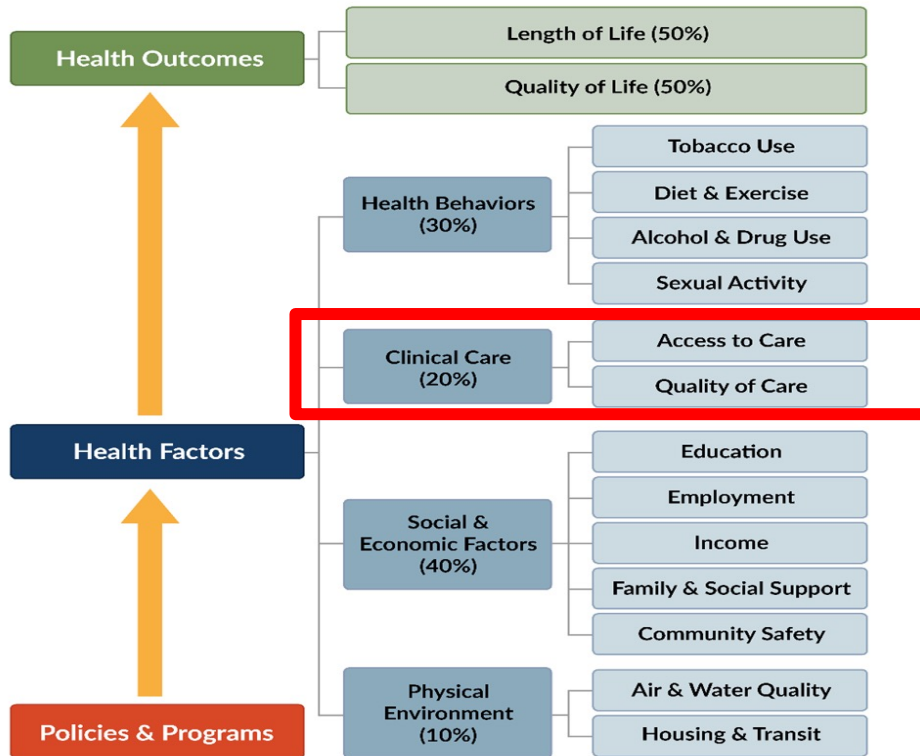 Health Outcomes
Length of Life (50%)
Quality of Life (50%)
Health Behaviors
(30%)
Tobacco Use
Diet & Exercise
Alcohol & Drug Use
Sexual Activity
Clinical Care
(20%)
Access to Care
Quality of Care
Health Factors
Social &
Economic Factors
(40%)
Education
Employment
Income
Family & Social Support
Community Safety
Physical
Environment
(10%)
Air & Water Quality
Housing & Transit
Policies & Programs